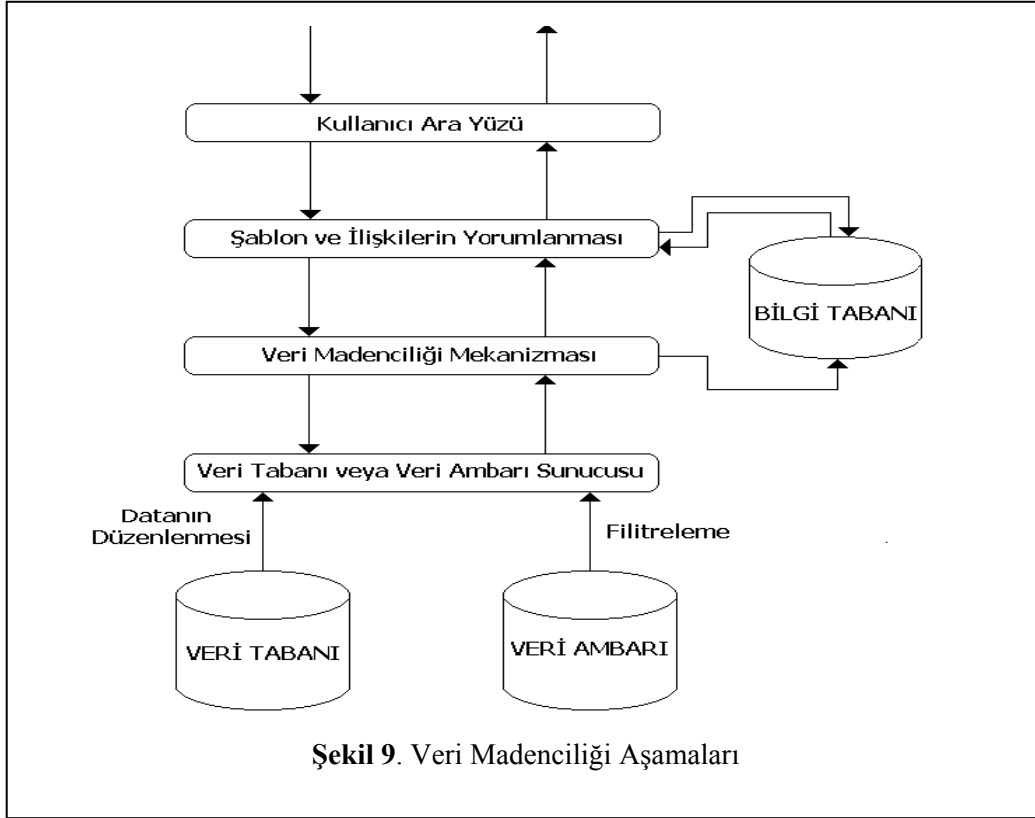 Kullanıcı Ara Yüzü
Şablon ve İlişkilerin Yorumlanması
BİLGİ TABANI
Veri Madenciliği Mekanizması
Veri Tabanı veya Veri Ambarı Sunucusu
Datanın
Düzenlenmesi
Filitreleme
VERİ TABANI
VERİ AMBARI
Şekil 9. Veri Madenciliği Aşamaları